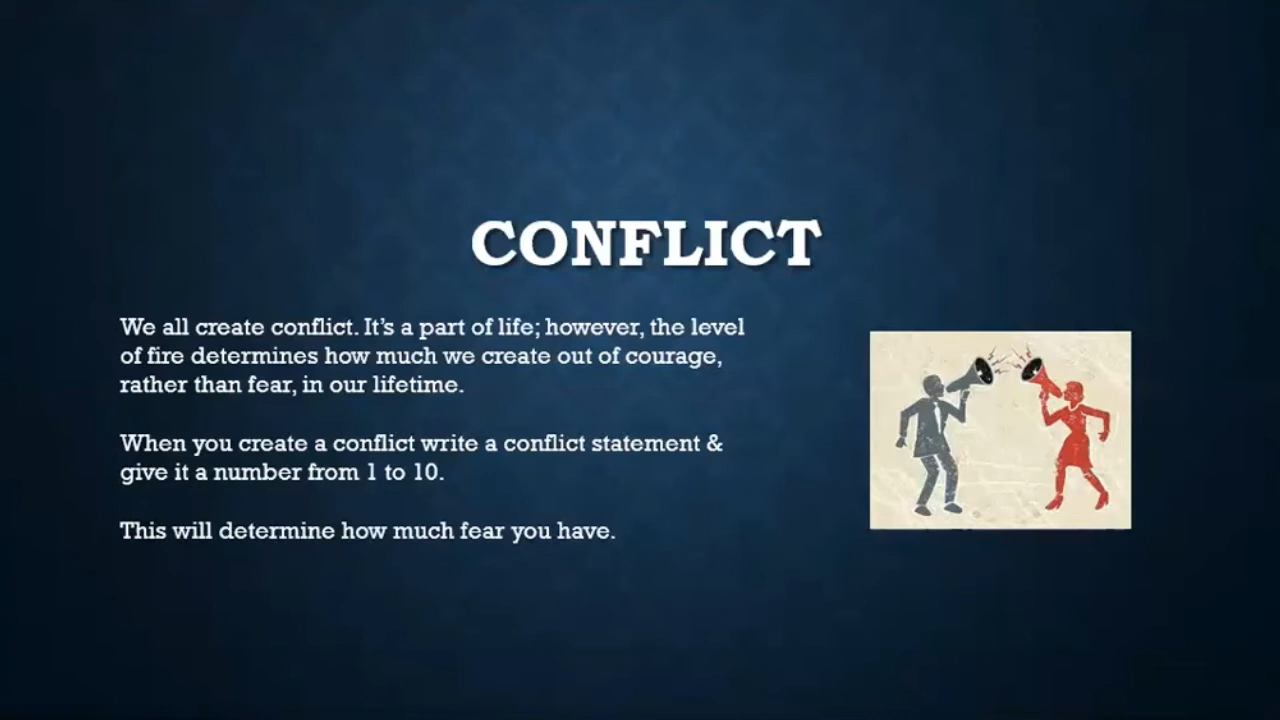 CONFLICT
We all create conflict. It's a part of life; however, the level
of fire determines how much we create out of courage,
rather than fear, in our lifetime.
When you create a conflict write a conflict statement &
give it a number from 1 to 10.
This will determine how much fear you have.